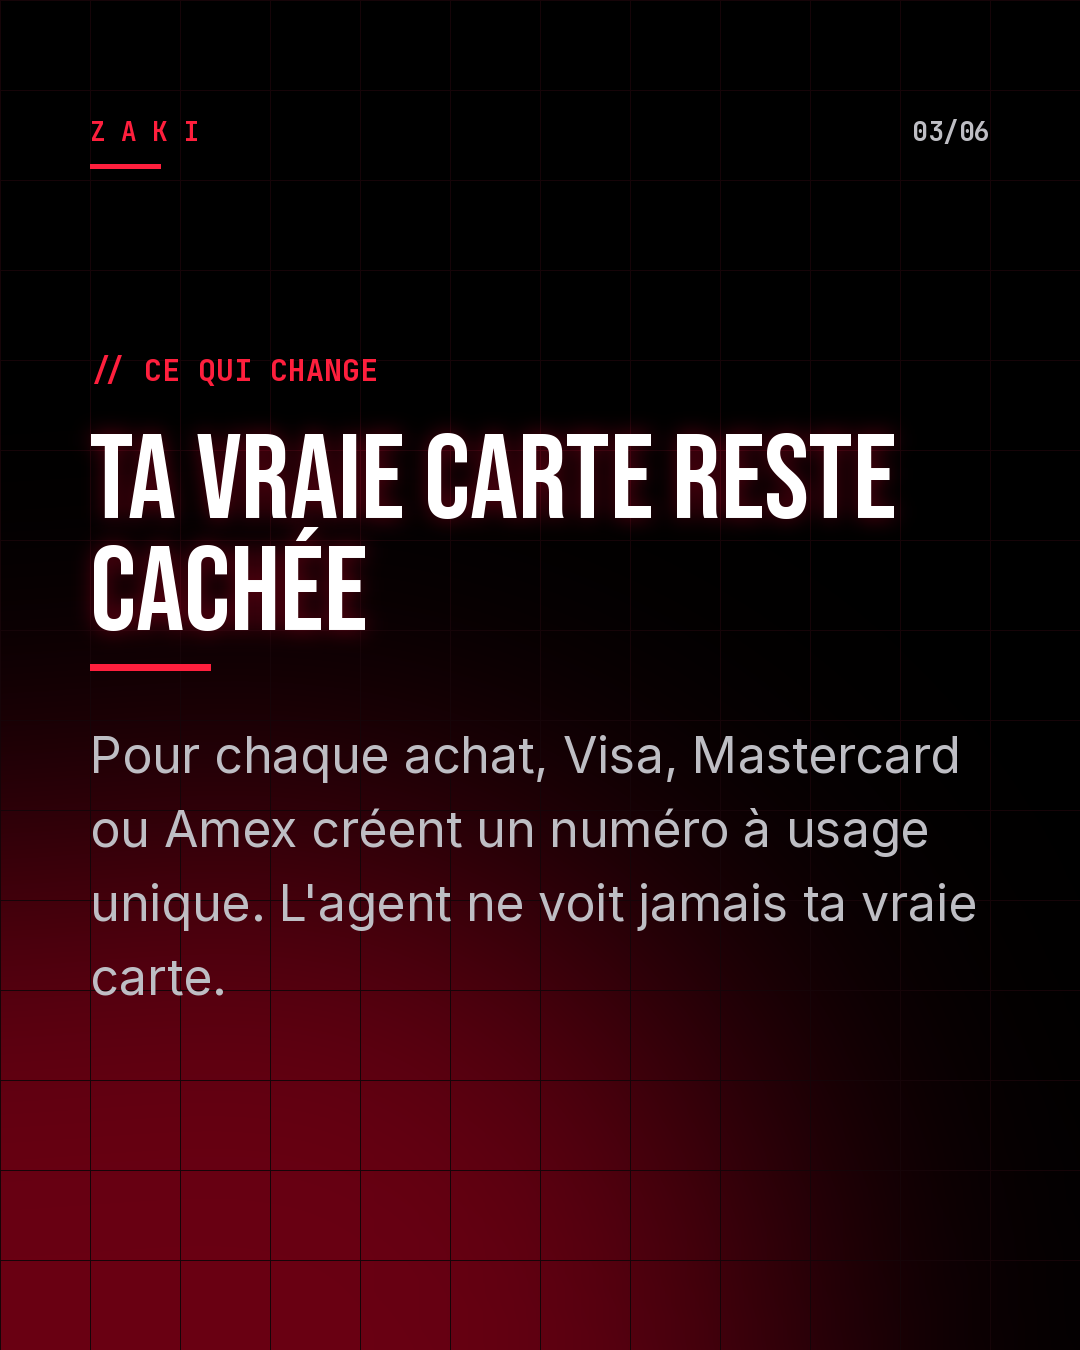 ZAKI
03/06
// CE QUI CHANGE
TA VRAIE CARTE RESTE
CACHÉE
Pour chaque achat, Visa, Mastercard
ou Amex créent un numéro à usage
unique. L'agent ne voit jamais ta vraie
carte.